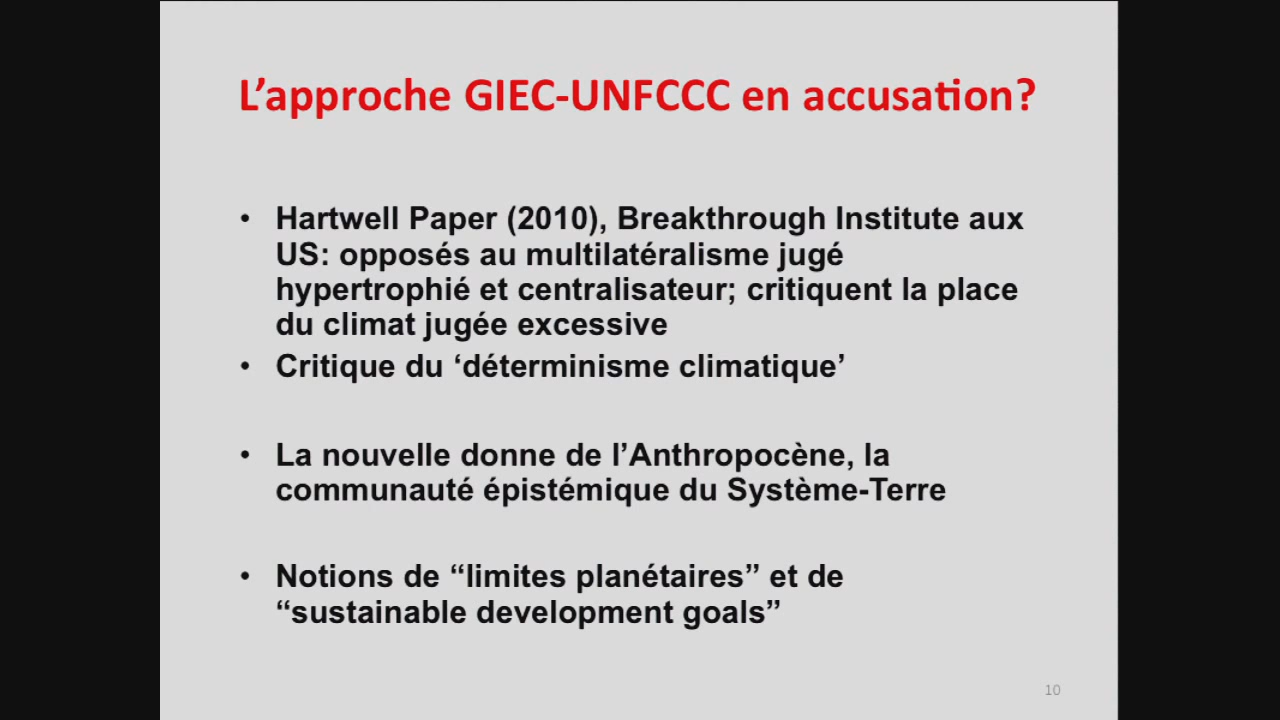 L’approche GIEC-UNFCCC en accusation?
• Hartwell Paper (2010), Breakthrough Institute aux
US: opposés au multilatéralisme jugé
hypertrophié et centralisateur; critiquent la place
du climat jugée excessive
• Critique du ‘déterminisme climatique’
• La nouvelle donne de l’Anthropocène, la
communauté épistémique du Système-Terre
• Notions de “limites planétaires” et de
“sustainable development goals”
10